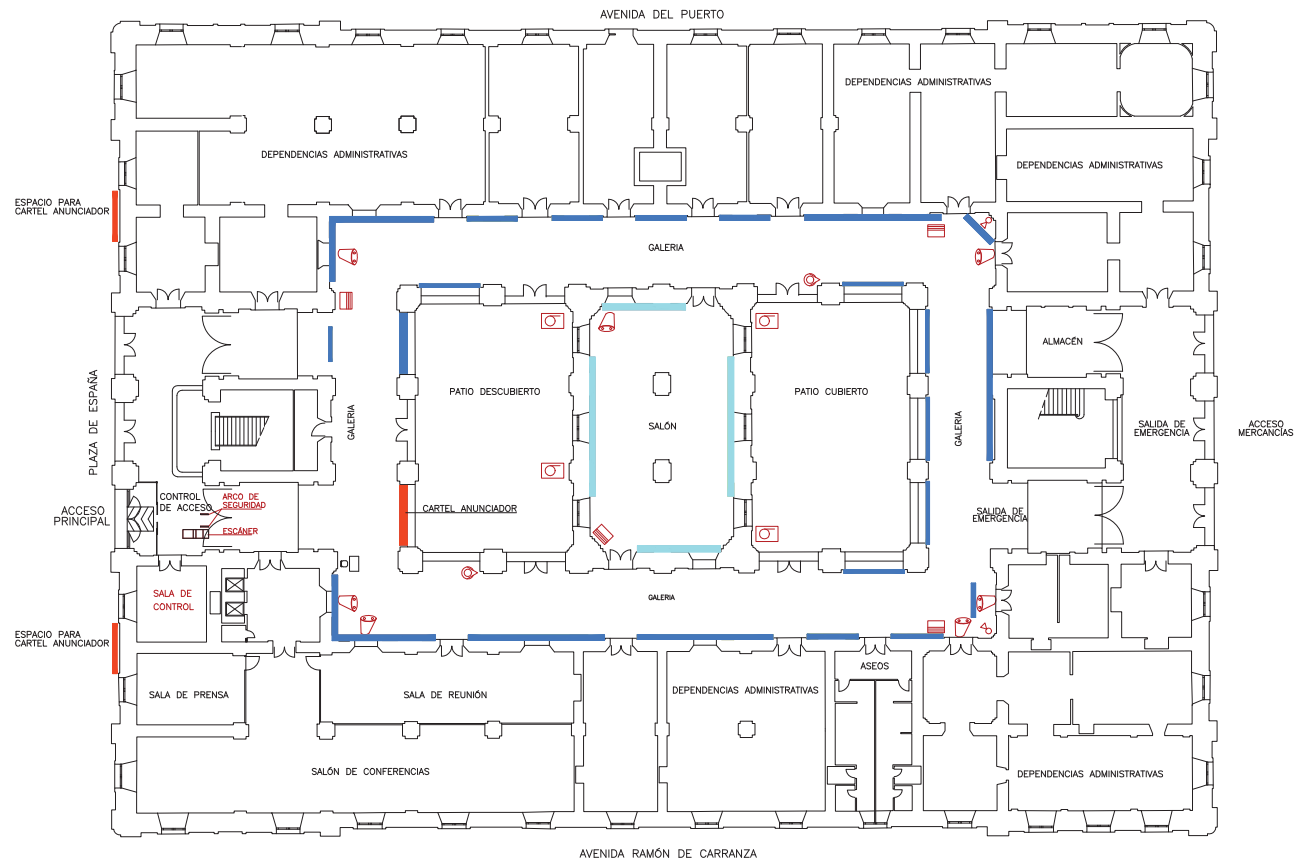 AVENIDA DEL PUERTO
DEPENDENCIAS ADMINISTRATIVAS
DEPENDENCIAS ADMINISTRATIVAS
DEPENDENCIAS ADMINISTRATIVAS
ESPACIO PARA
CARTEL ANUNCIADOR
GALERIA
ALMACÉN
PLAZA DE ESPAÑA
GALERIA
PATIO DESCUBIERTO
SALÓN
PATIO CUBIERTO
GALERIA
SALIDA DE
EMERGENCIA
ACCESO
MERCANCÍAS
ACCESO
PRINCIPAL
CONTROL
DE ACCESO
ARCO DE
SEGURIDAD
ESCÁNER
CARTEL ANUNCIADOR
SALIDA DE
EMERGENCIA
SALA DE
CONTROL
GALERIA
ESPACIO PARA
CARTEL ANUNCIADOR
SALA DE PRENSA
SALA DE REUNIÓN
DEPENDENCIAS ADMINISTRATIVAS
ASEOS
SALÓN DE CONFERENCIAS
DEPENDENCIAS ADMINISTRATIVAS
AVENIDA RAMÓN DE CARRANZA